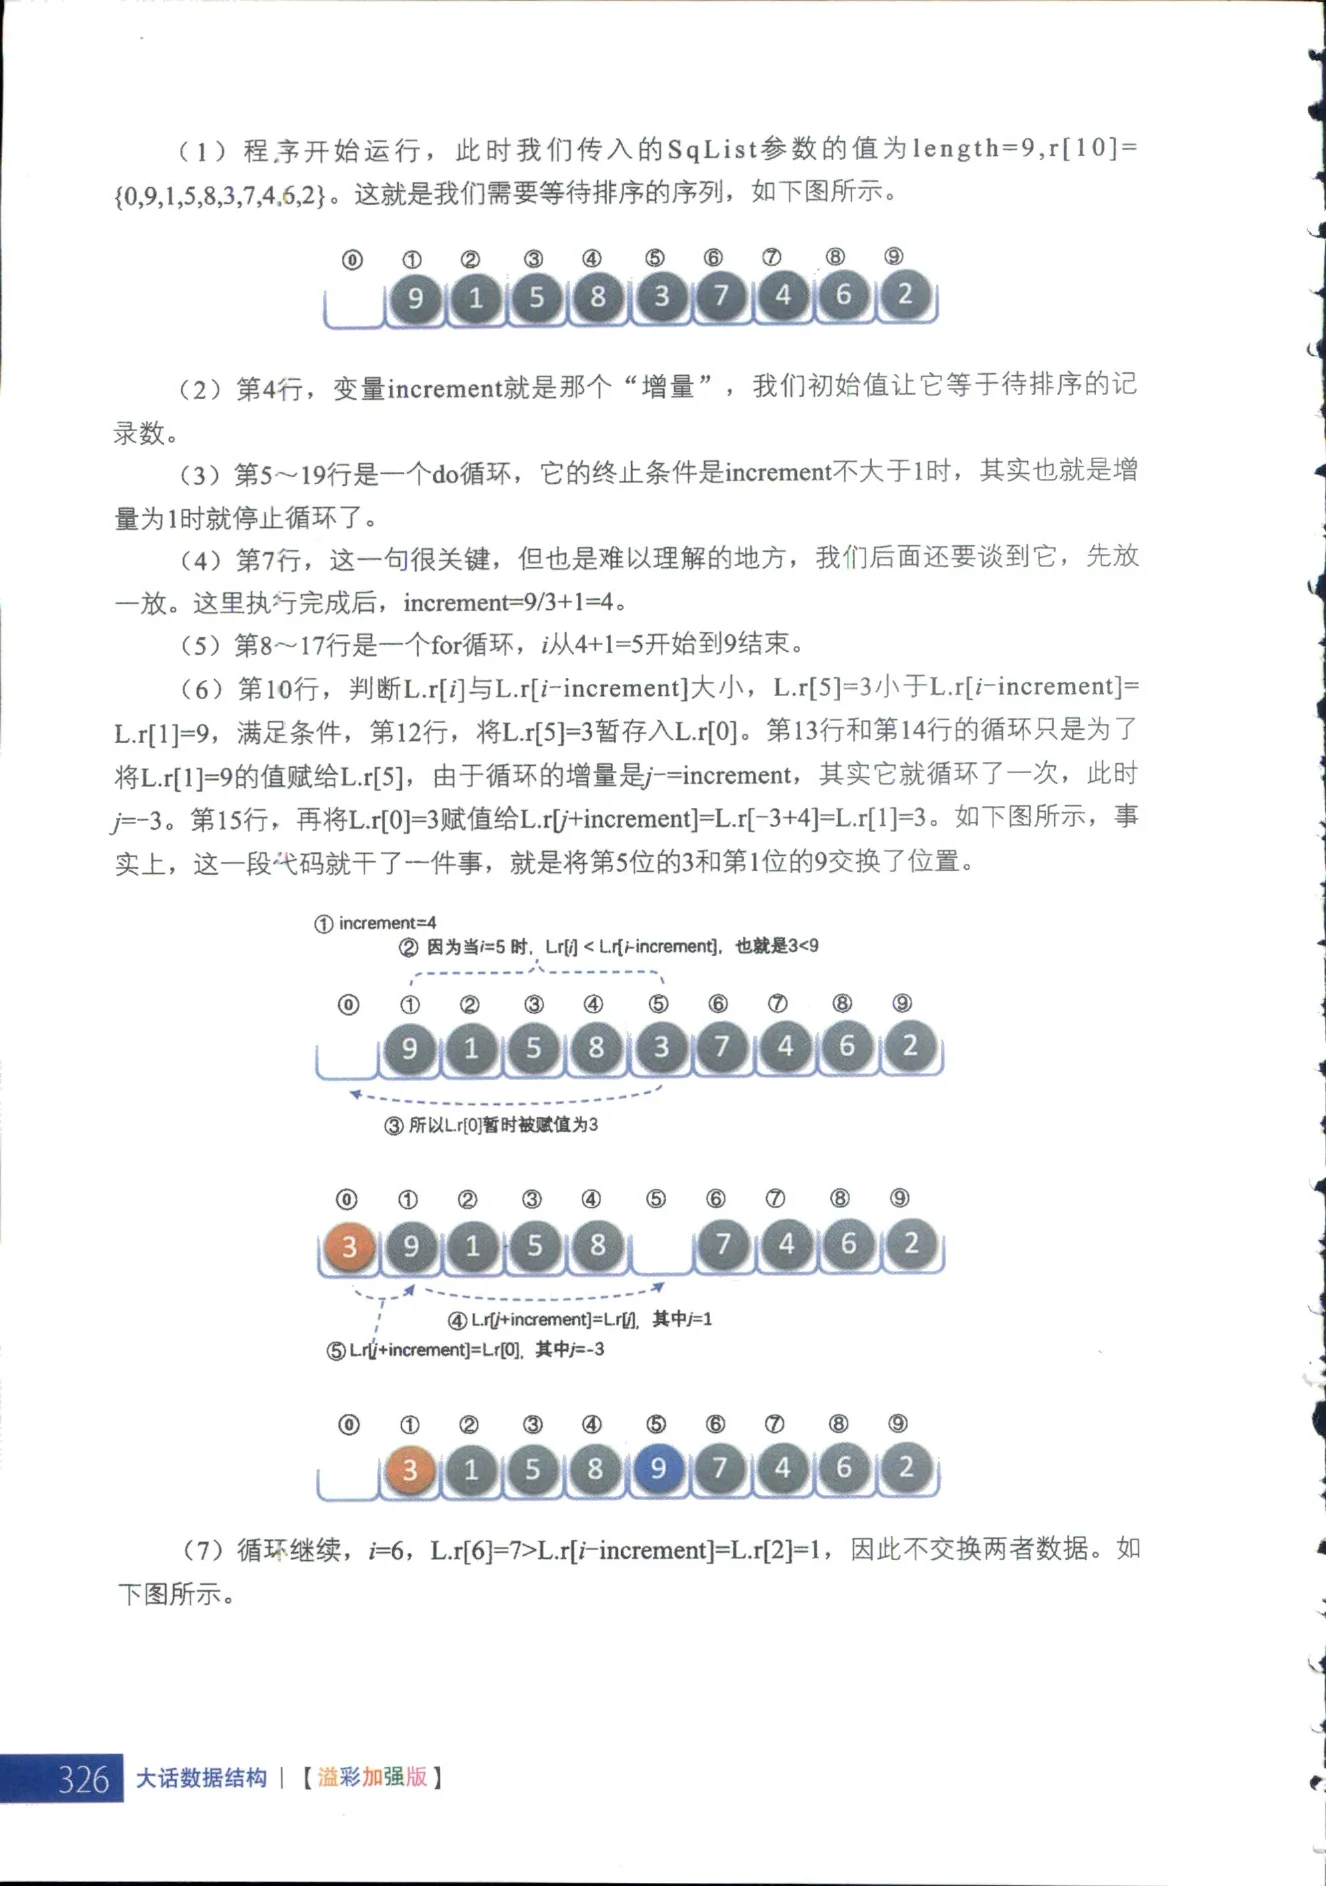 （1）程序开始运行，此时我们传入的SqList参数的值为length=9,r[10]=
{0,9,1,5,8,3,7,4,6,2}。这就是我们需要等待排序的序列，如下图所示。
⓪ ① ② ③ ④ ⑤ ⑥ ⑦ ⑧ ⑨
9 1 5 8 3 7 4 6 2
（2）第4行，变量increment就是那个“增量”，我们初始值让它等于待排序的记
录数。
（3）第5～19行是一个do循环，它的终止条件是increment不大于1时，其实也就是增
量为1时就停止循环了。
（4）第7行，这一句很关键，但也是难以理解的地方，我们后面还要谈到它，先放
一放。这里执行完成后，increment=9/3+1=4。
（5）第8～17行是一个for循环，i从4+1=5开始到9结束。
（6）第10行，判断L.r[i]与L.r[i-increment]大小，L.r[5]=3小于L.r[i-increment]=
L.r[1]=9，满足条件，第12行，将L.r[5]=3暂存入L.r[0]。第13行和第14行的循环只是为了
将L.r[1]=9的值赋给L.r[5]，由于循环的增量是j-=increment，其实它就循环了一次，此时
j=-3。第15行，再将L.r[0]=3赋值给L.r[j+increment]=L.r[-3+4]=L.r[1]=3。如下图所示，事
实上，这一段代码就干了一件事，就是将第5位的3和第1位的9交换了位置。
① increment=4
② 因为当i=5 时，L.r[i] < L.r[i-increment]，也就是3<9
⓪ ① ② ③ ④ ⑤ ⑥ ⑦ ⑧ ⑨
9 1 5 8 3 7 4 6 2
③ 所以L.r[0]暂时被赋值为3
⓪ ① ② ③ ④ ⑤ ⑥ ⑦ ⑧ ⑨
3 9 1 5 8 7 4 6 2
④ L.r[j+increment]=L.r[j]，其中j=1
⑤ L.r[j+increment]=L.r[0]，其中j=-3
⓪ ① ② ③ ④ ⑤ ⑥ ⑦ ⑧ ⑨
3 1 5 8 9 7 4 6 2
（7）循环继续，i=6，L.r[6]=7>L.r[i-increment]=L.r[2]=1，因此不交换两者数据。如
下图所示。
326 大话数据结构 | 【溢彩加强版】